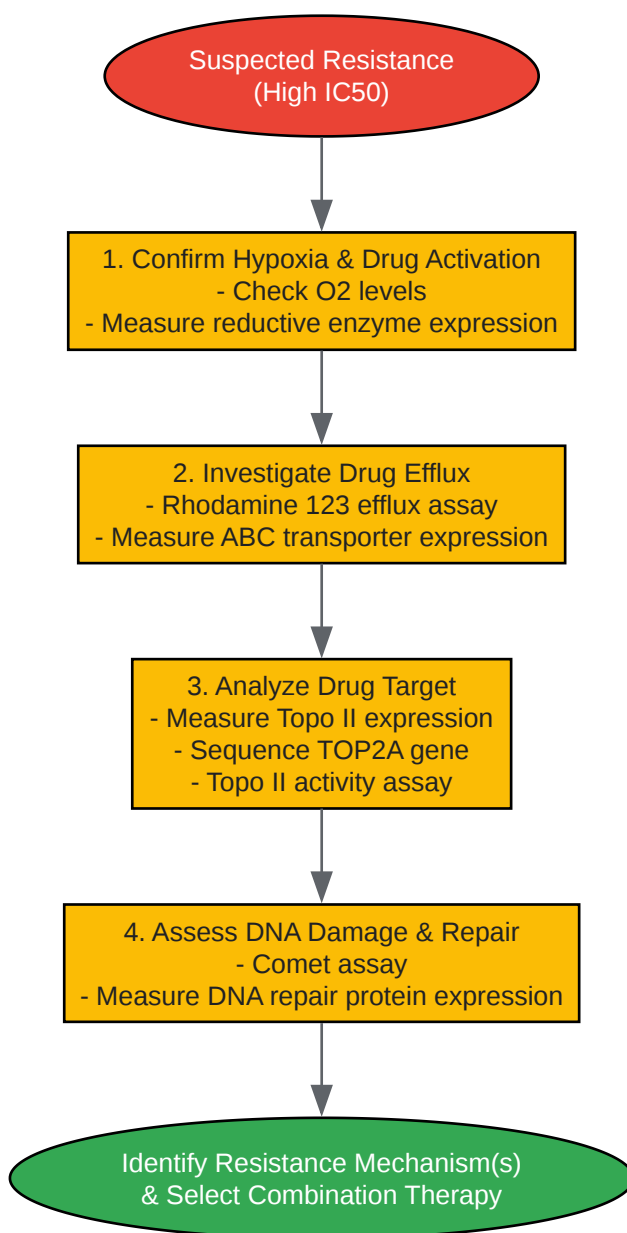 Suspected Resistance
(High IC50)
1. Confirm Hypoxia & Drug Activation
- Check O2 levels
- Measure reductive enzyme expression
2. Investigate Drug Efflux
- Rhodamine 123 efflux assay
- Measure ABC transporter expression
3. Analyze Drug Target
- Measure Topo II expression
- Sequence TOP2A gene
- Topo II activity assay
4. Assess DNA Damage & Repair
- Comet assay
- Measure DNA repair protein expression
Identify Resistance Mechanism(s)
& Select Combination Therapy